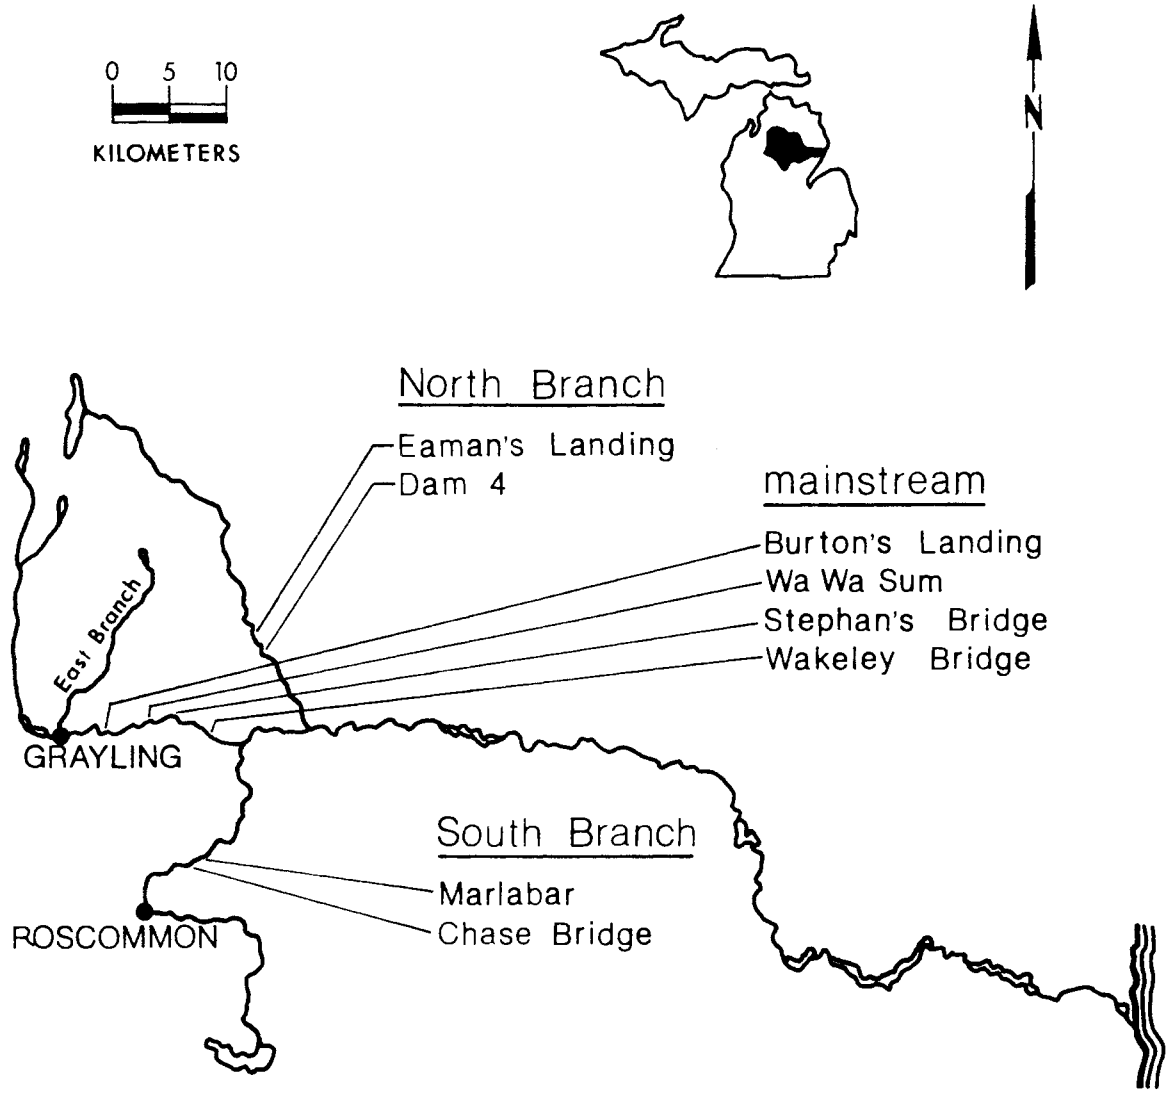 0 5 10
KILOMETERS
N
North Branch
Eaman's Landing
Dam 4
mainstream
Burton's Landing
Wa Wa Sum
Stephan's Bridge
Wakeley Bridge
East Branch
GRAYLING
South Branch
Marlabar
Chase Bridge
ROSCOMMON